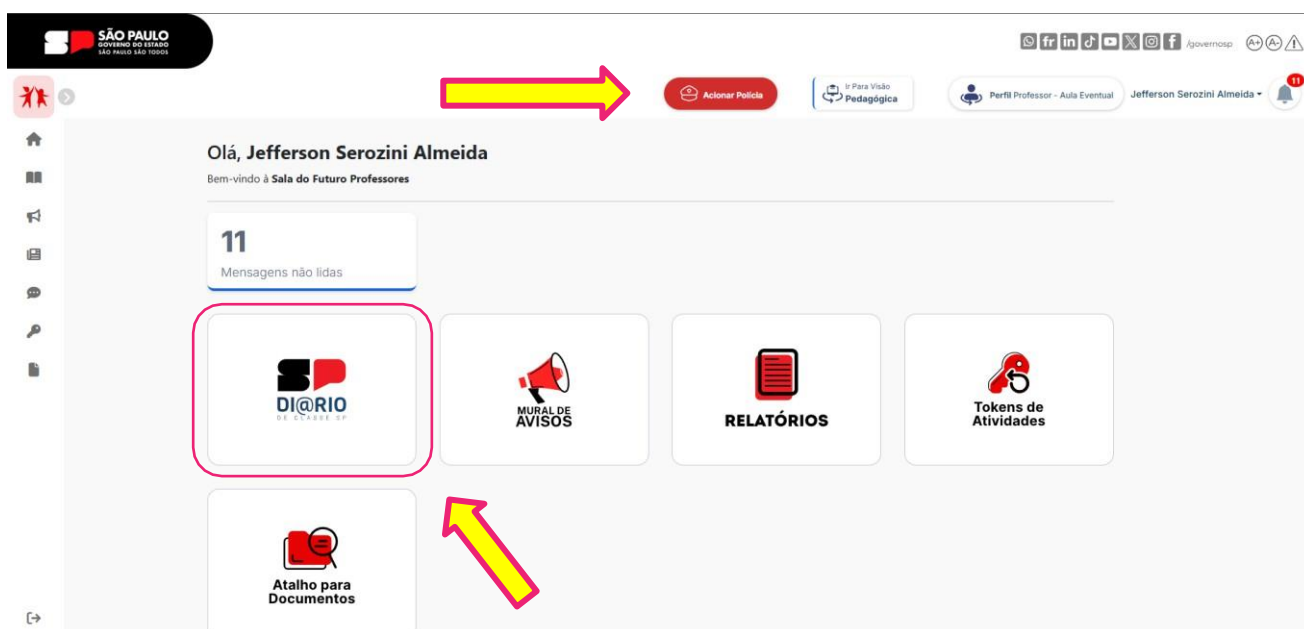 SÃO PAULO
GOVERNO DO ESTADO
SÃO PAULO SÃO TODOS
/governosp
A+ A-
Acionar Polícia
Ir Para Visão
Pedagógica
Perfil Professor - Aula Eventual
Jefferson Serozini Almeida
11
Olá, Jefferson Serozini Almeida
Bem-vindo à Sala do Futuro Professores
11
Mensagens não lidas
SP
DI@RIO
DE CLASSE SP
MURAL DE
AVISOS
RELATÓRIOS
Tokens de
Atividades
Atalho para
Documentos